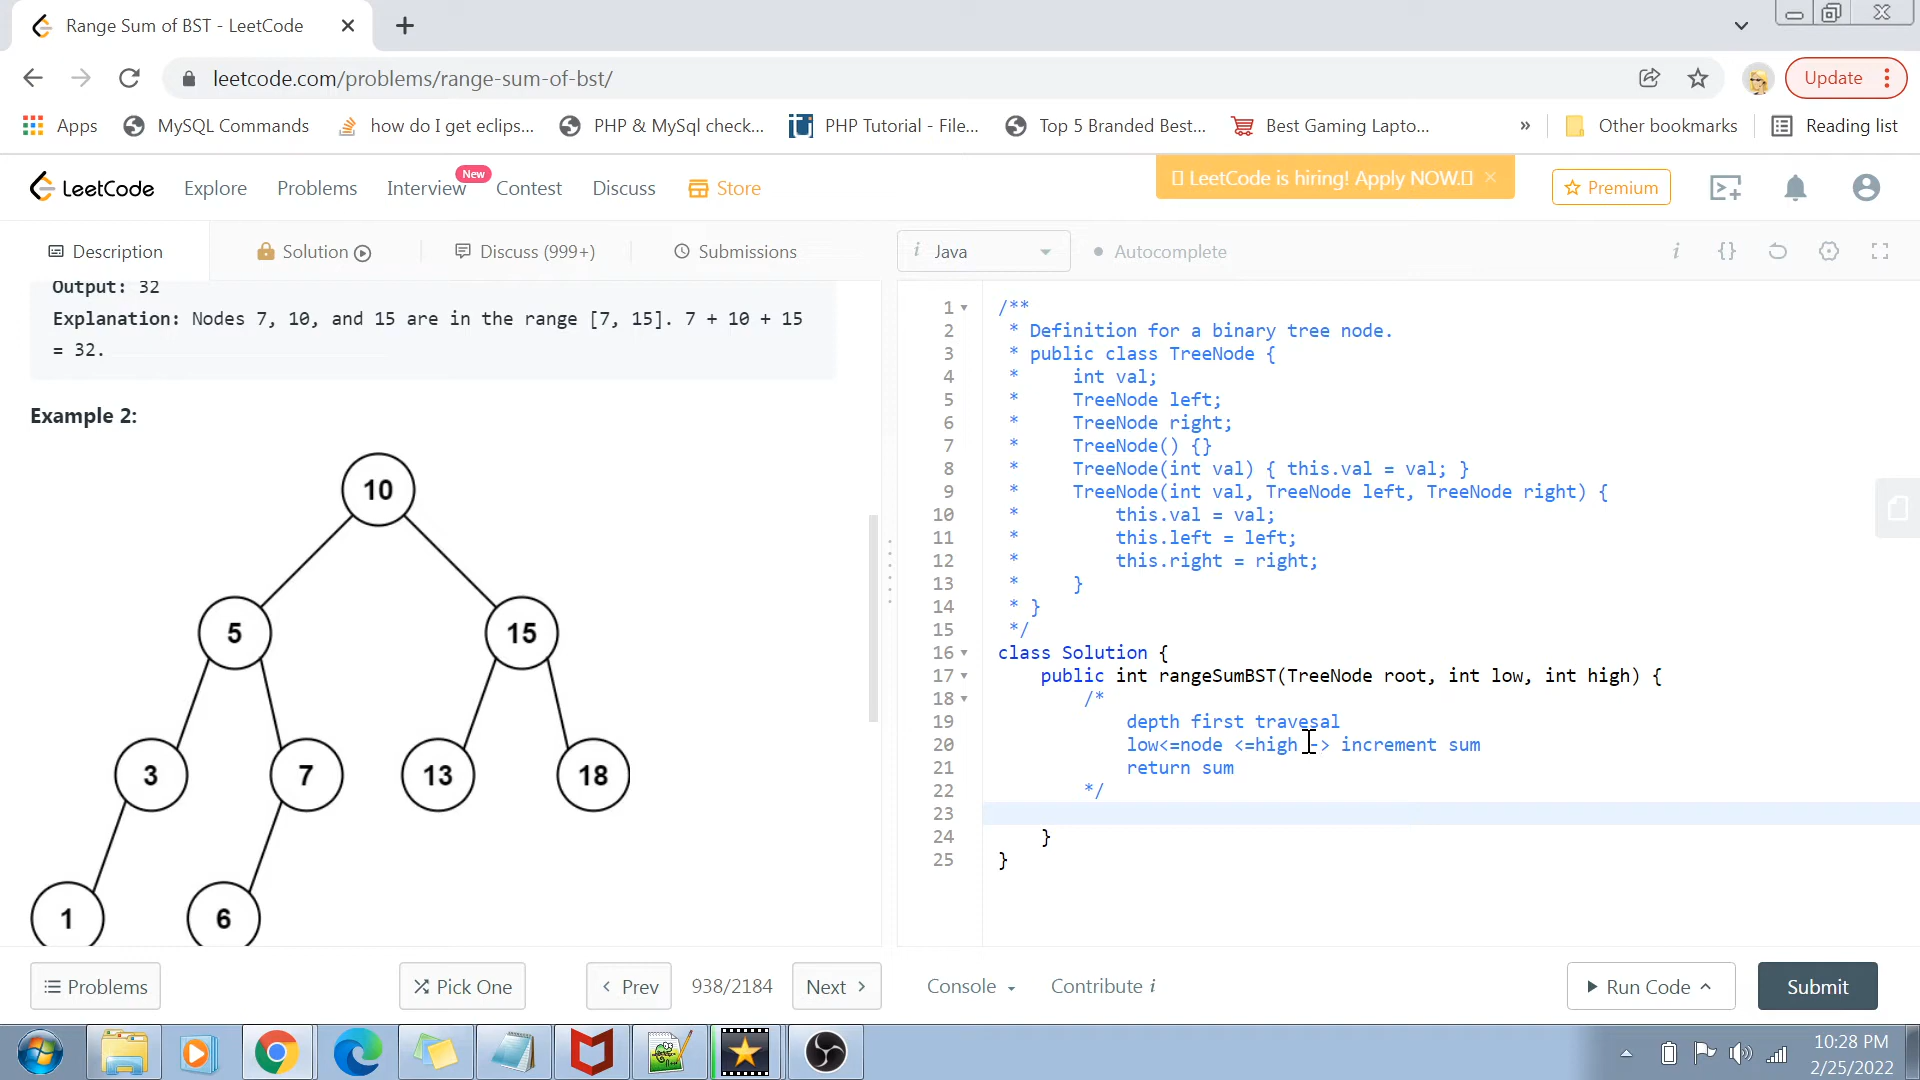 Range Sum of BST - LeetCode
leetcode.com/problems/range-sum-of-bst/
Update
Apps
MySQL Commands
how do I get eclips...
PHP & MySql check...
PHP Tutorial - File...
Top 5 Branded Best...
Best Gaming Lapto...
»
Other bookmarks
Reading list
LeetCode
Explore
Problems
Interview
New
Contest
Discuss
Store
LeetCode is hiring! Apply NOW.
Premium
Description
Solution
Discuss (999+)
Submissions
i Java
Autocomplete
i
{}
Output: 32
Explanation: Nodes 7, 10, and 15 are in the range [7, 15]. 7 + 10 + 15
= 32.
Example 2:
10
5
15
3
7
13
18
1
6
1 /**
2 * Definition for a binary tree node.
3 * public class TreeNode {
4 *     int val;
5 *     TreeNode left;
6 *     TreeNode right;
7 *     TreeNode() {}
8 *     TreeNode(int val) { this.val = val; }
9 *     TreeNode(int val, TreeNode left, TreeNode right) {
10 *         this.val = val;
11 *         this.left = left;
12 *         this.right = right;
13 *     }
14 * }
15 */
16 class Solution {
17     public int rangeSumBST(TreeNode root, int low, int high) {
18         /*
19             depth first travesal
20             low<=node <=high -> increment sum
21             return sum
22         */
23
24     }
25 }
Problems
Pick One
Prev
938/2184
Next
Console
Contribute i
Run Code
Submit
10:28 PM
2/25/2022